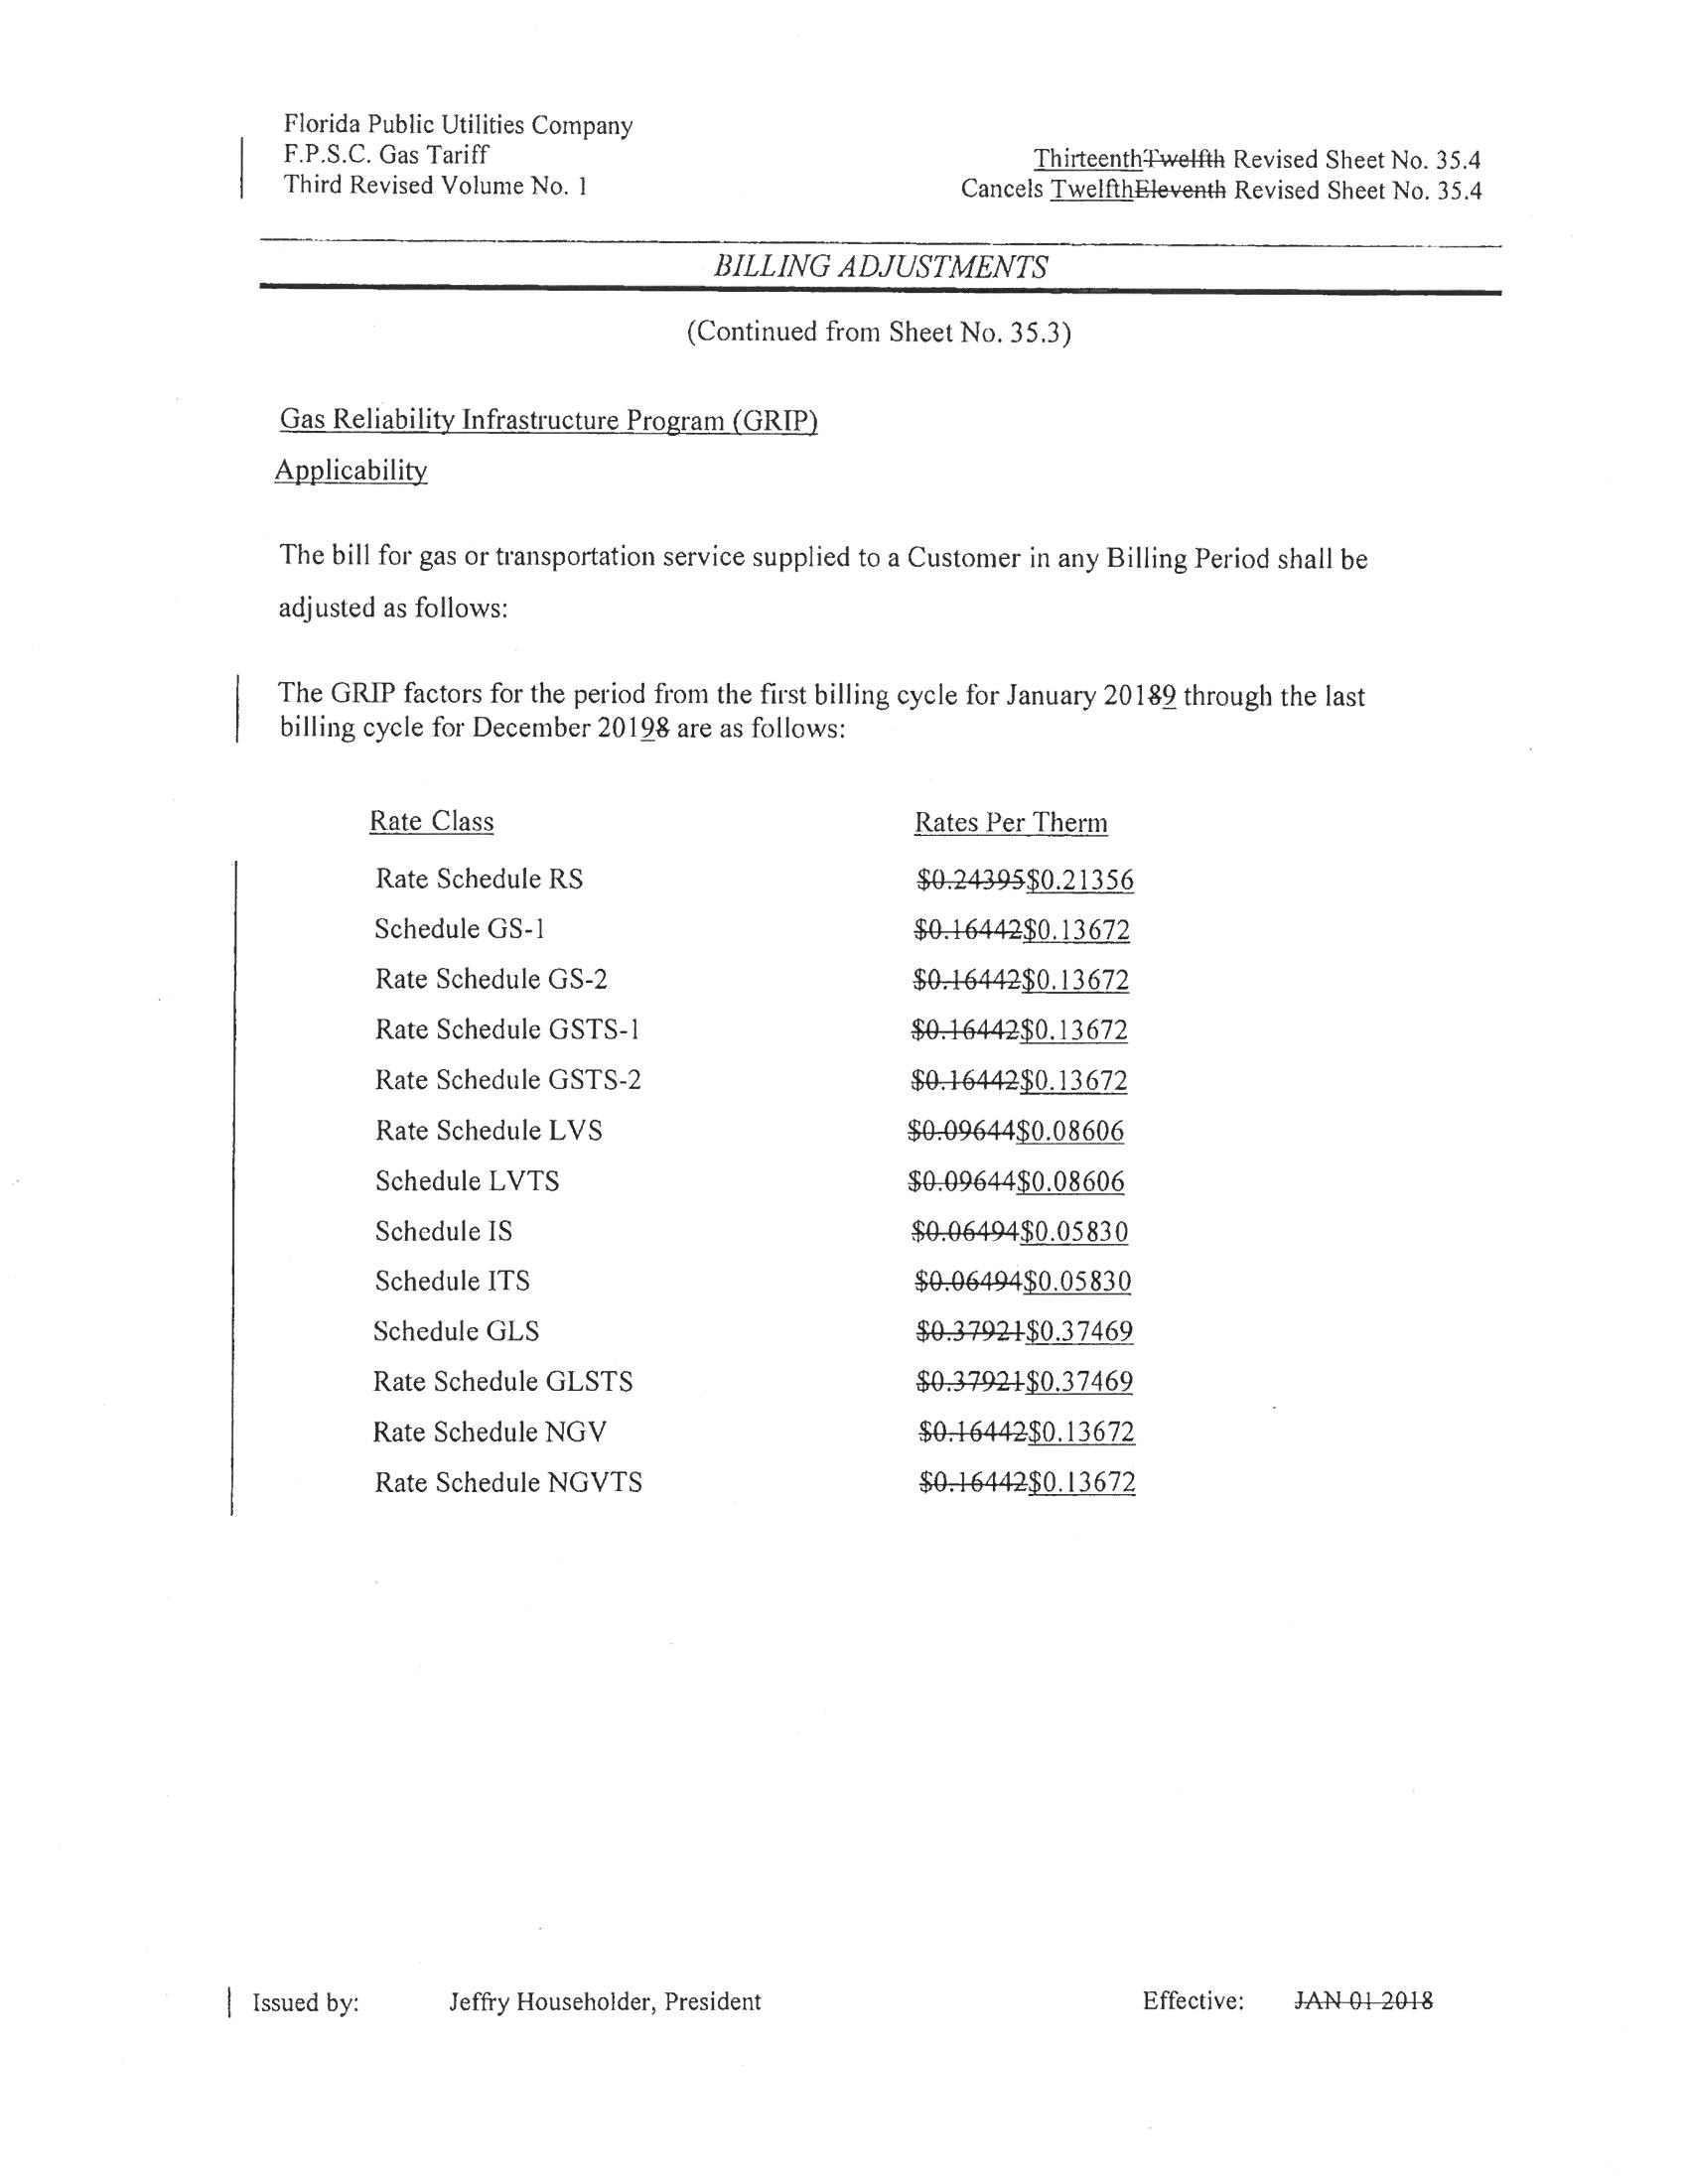 Florida Public Utilities Company
F.P.S.C. Gas Tariff
Third Revised Volume No. 1
ThirteenthTwelfth Revised Sheet No. 35.4
Cancels TwelfthEleventh Revised Sheet No. 35.4
BILLING ADJUSTMENTS
(Continued from Sheet No. 35.3)
Gas Reliability Infrastructure Program (GRIP)
Applicability
The bill for gas or transportation service supplied to a Customer in any Billing Period shall be
adjusted as follows:
The GRIP factors for the period from the first billing cycle for January 20189 through the last
billing cycle for December 20198 are as follows:
Rate Class Rates Per Therm
Rate Schedule RS $0.24395$0.21356
Schedule GS-1 $0.16442$0.13672
Rate Schedule GS-2 $0.16442$0.13672
Rate Schedule GSTS-1 $0.16442$0.13672
Rate Schedule GSTS-2 $0.16442$0.13672
Rate Schedule LVS $0.09644$0.08606
Schedule LVTS $0.09644$0.08606
Schedule IS $0.06494$0.05830
Schedule ITS $0.06494$0.05830
Schedule GLS $0.37921$0.37469
Rate Schedule GLSTS $0.37921$0.37469
Rate Schedule NGV $0.16442$0.13672
Rate Schedule NGVTS $0.16442$0.13672
Issued by: Jeffry Householder, President Effective: JAN 01 2018